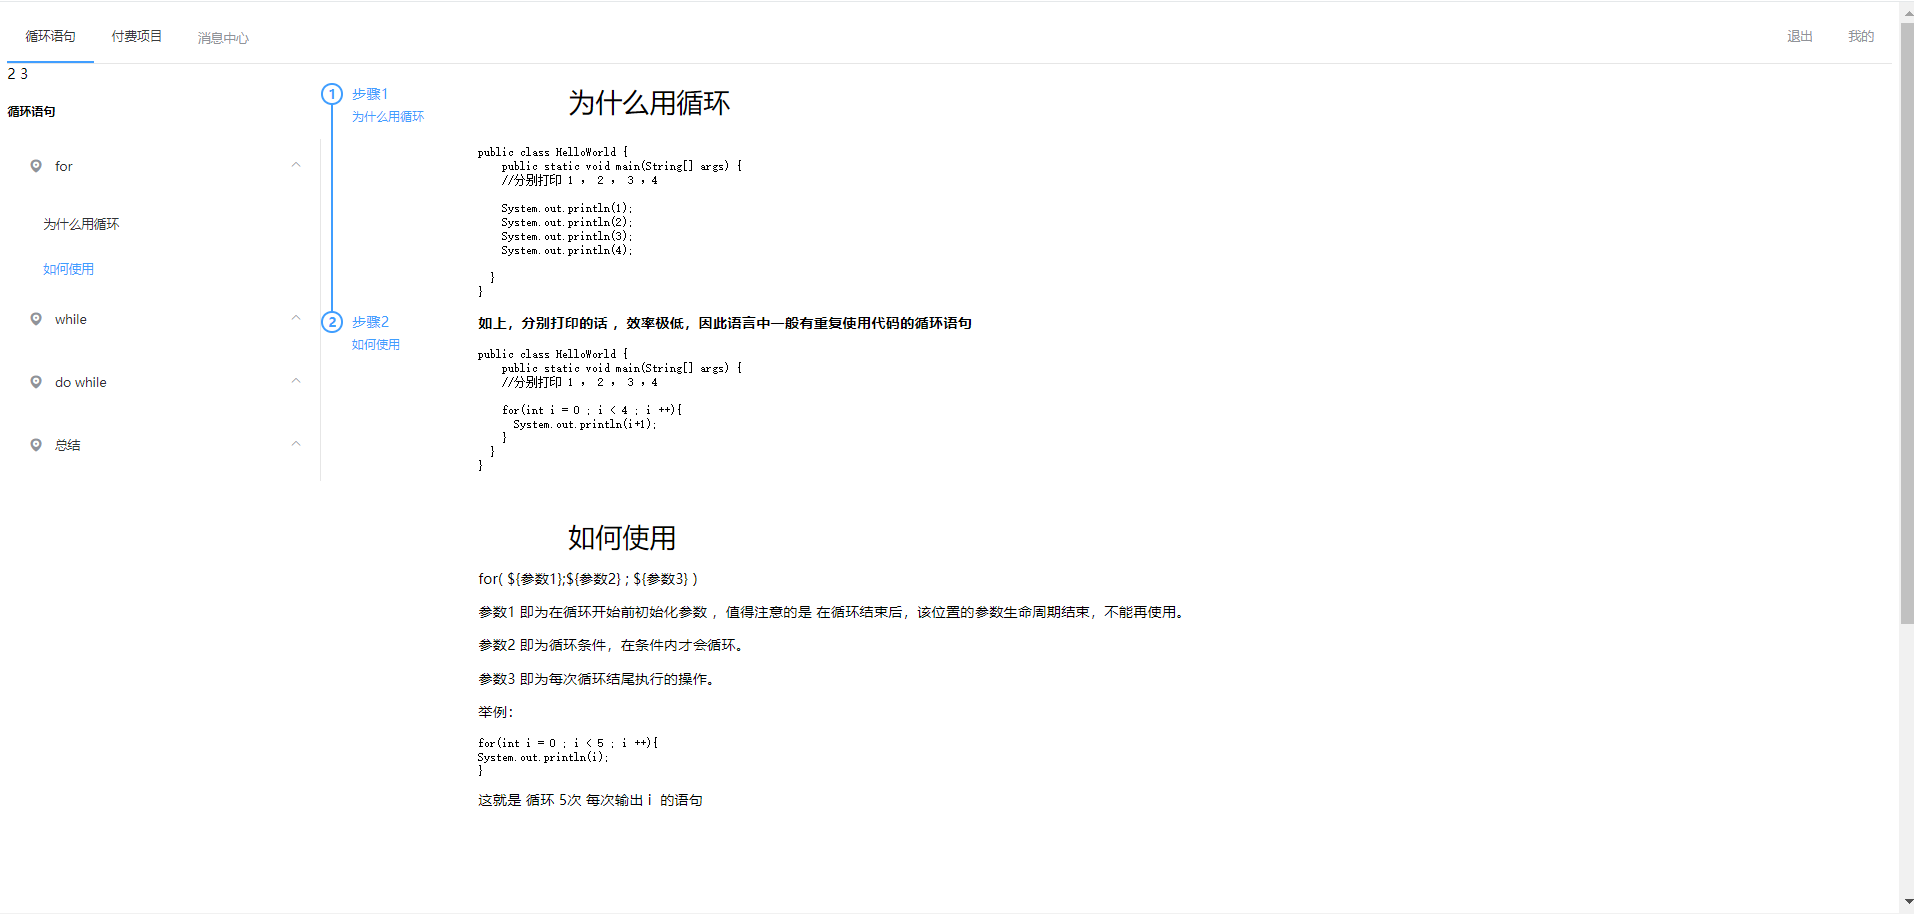 循环语句
付费项目
消息中心
退出
我的
2 3
循环语句
for
为什么用循环
如何使用
while
do while
总结
1 步骤1
为什么用循环
2 步骤2
如何使用
为什么用循环
public class HelloWorld {
public static void main(String[] args) {
//分别打印 1 , 2 , 3 ,4
System.out.println(1);
System.out.println(2);
System.out.println(3);
System.out.println(4);
}
}
如上，分别打印的话 ，效率极低，因此语言中一般有重复使用代码的循环语句
public class HelloWorld {
public static void main(String[] args) {
//分别打印 1 , 2 , 3 ,4
for(int i = 0 ; i < 4 ; i ++){
System.out.println(i+1);
}
}
}
如何使用
for( ${参数1};${参数2} ; ${参数3} )
参数1 即为在循环开始前初始化参数 ，值得注意的是 在循环结束后，该位置的参数生命周期结束，不能再使用。
参数2 即为循环条件，在条件内才会循环。
参数3 即为每次循环结尾执行的操作。
举例：
for(int i = 0 ; i < 5 ; i ++){
System.out.println(i);
}
这就是 循环 5次 每次输出 i 的语句